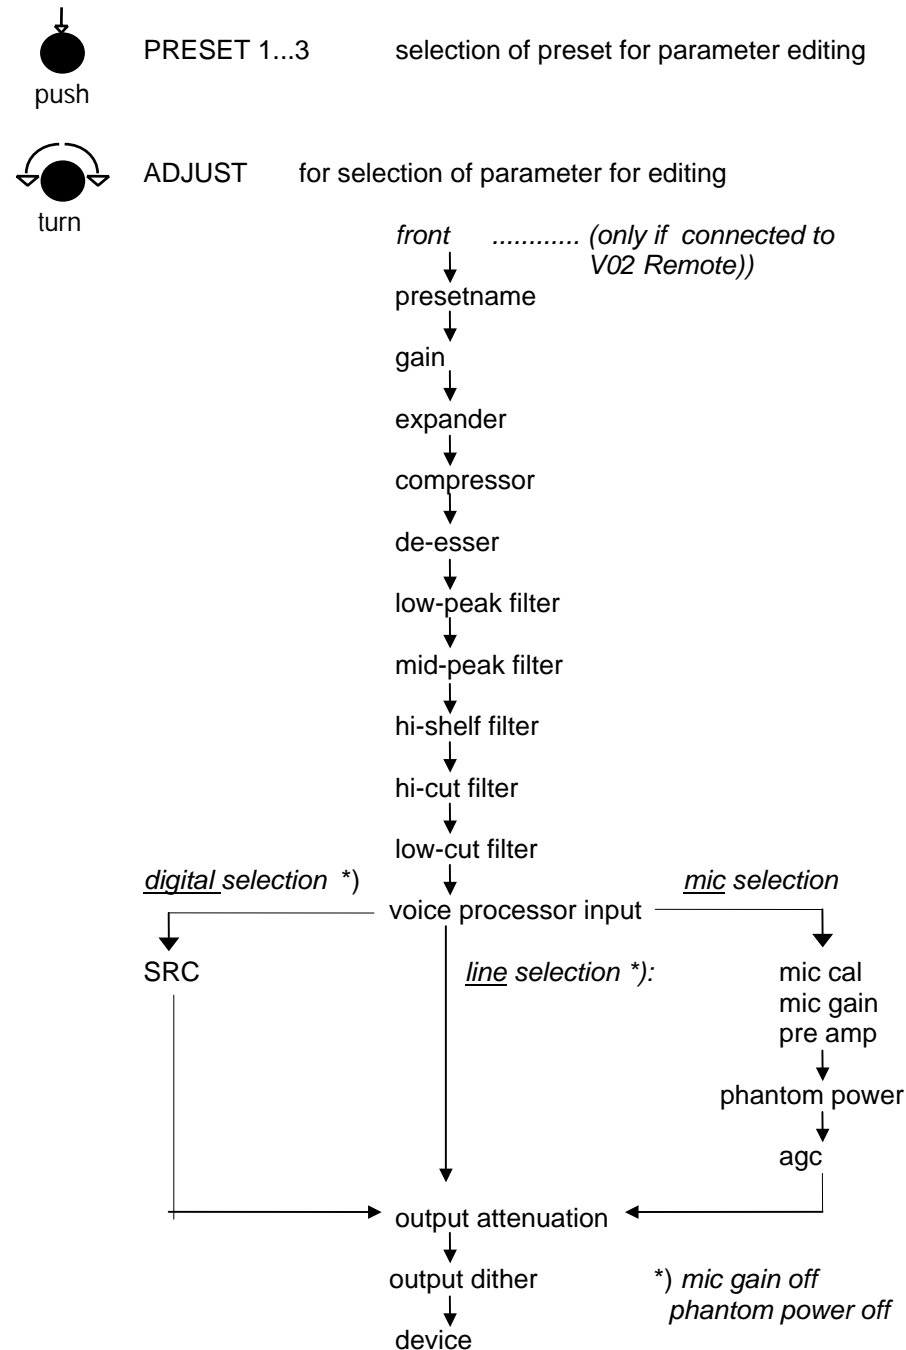 PRESET 1...3 selection of preset for parameter editing
push
ADJUST for selection of parameter for editing
turn
front ............ (only if connected to
V02 Remote))
presetname
gain
expander
compressor
de-esser
low-peak filter
mid-peak filter
hi-shelf filter
hi-cut filter
low-cut filter
digital selection *)
mic selection
voice processor input
SRC
line selection *):
mic cal
mic gain
pre amp
phantom power
agc
output attenuation
output dither
*) mic gain off
phantom power off
device